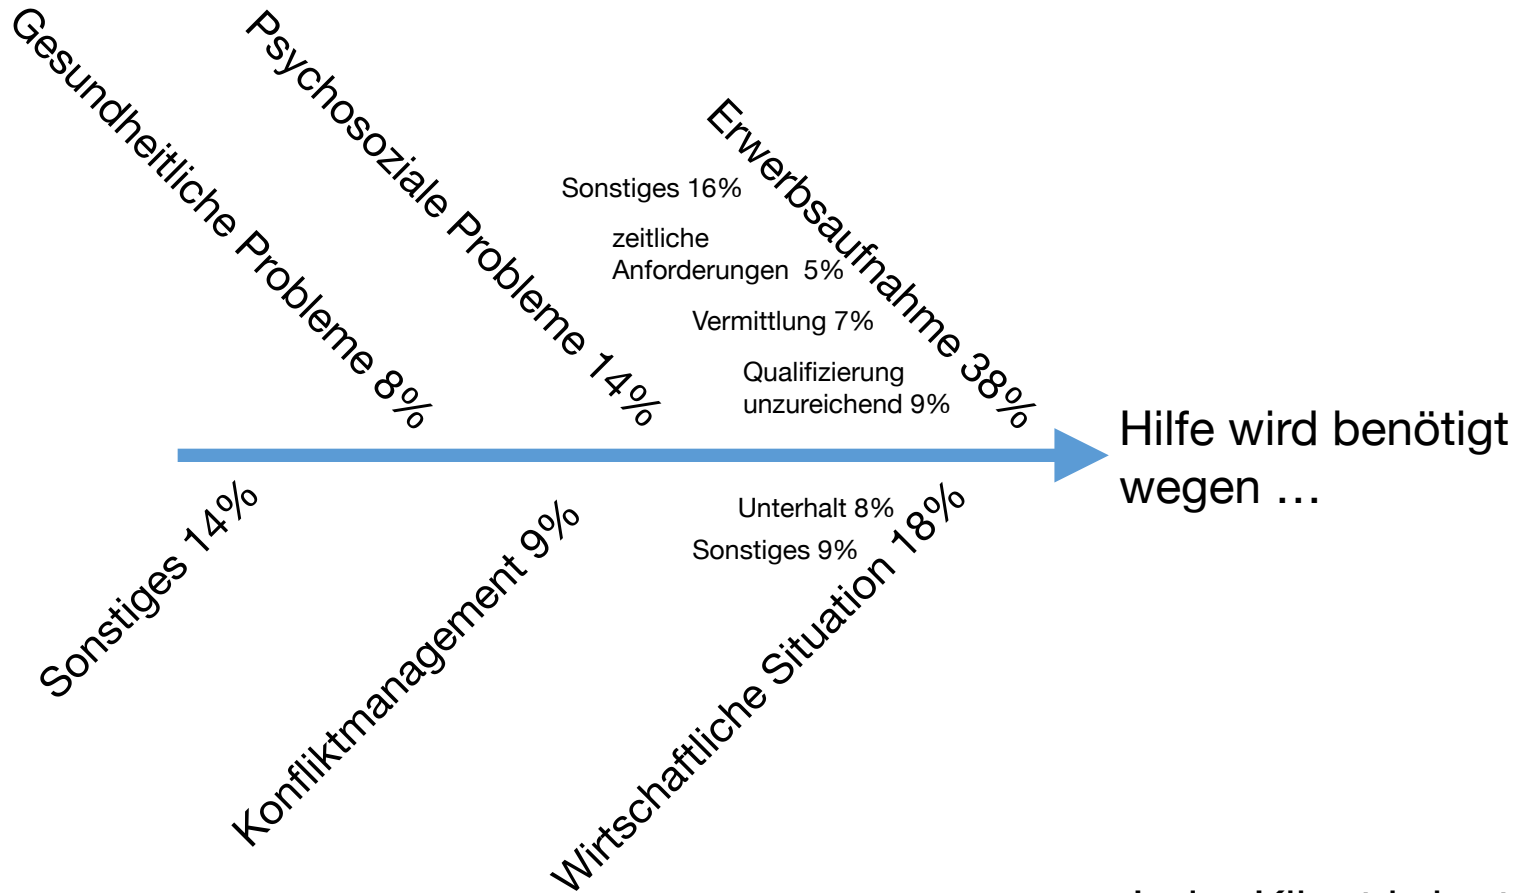 Gesundheitliche Probleme 8%
Psychosoziale Probleme 14%
Erwerbsaufnahme 38%
Sonstiges 16%
zeitliche
Anforderungen 5%
Vermittlung 7%
Qualifizierung
unzureichend 9%
Hilfe wird benötigt
wegen …
Sonstiges 14%
Konfliktmanagement 9%
Wirtschaftliche Situation 18%
Unterhalt 8%
Sonstiges 9%